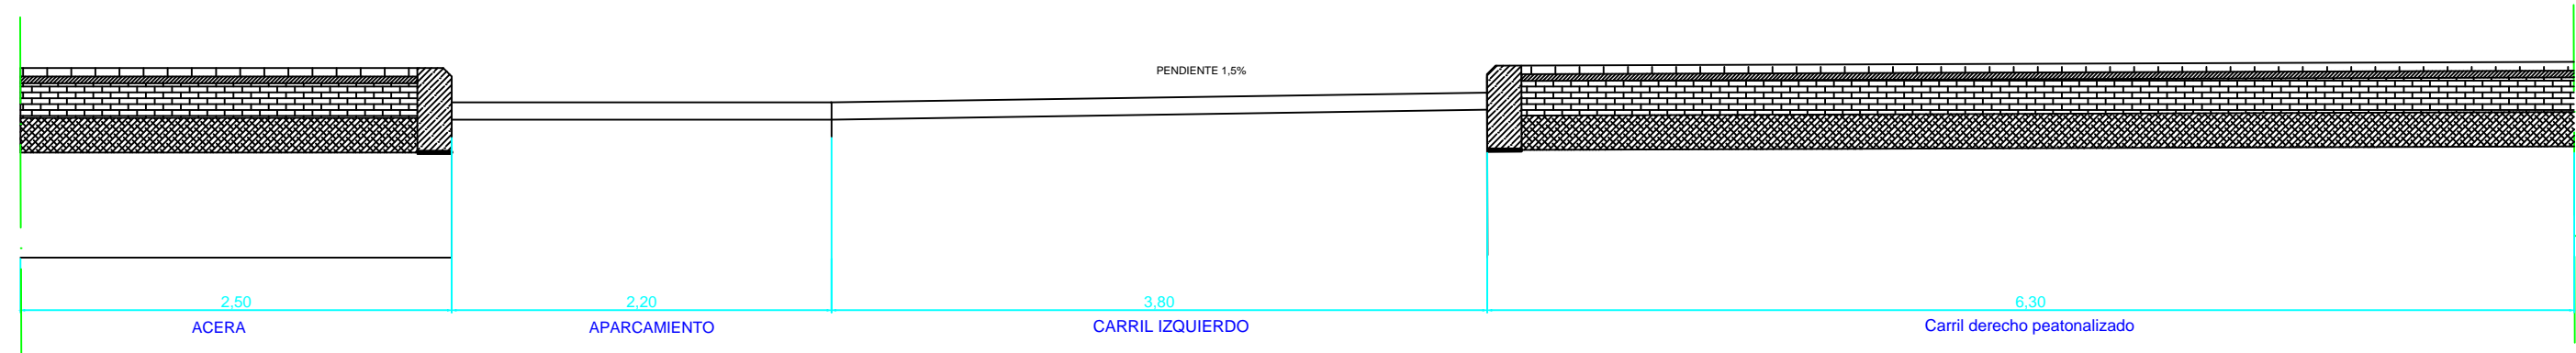 PENDIENTE 1,5%
2,50
2,20
3,80
6,30
ACERA
APARCAMIENTO
CARRIL IZQUIERDO
Carril derecho peatonalizado